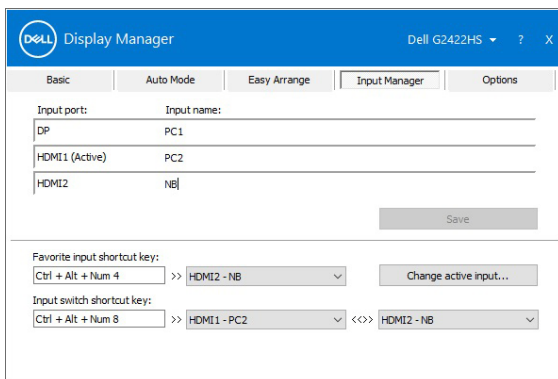 DELL Display Manager Dell G2422HS ? X
Basic Auto Mode Easy Arrange Input Manager Options
Input port: Input name:
DP PC1
HDMI1 (Active) PC2
HDMI2 NB
Save
Favorite input shortcut key:
Ctrl + Alt + Num 4 >> HDMI2 - NB Change active input...
Input switch shortcut key:
Ctrl + Alt + Num 8 >> HDMI1 - PC2 <<>> HDMI2 - NB